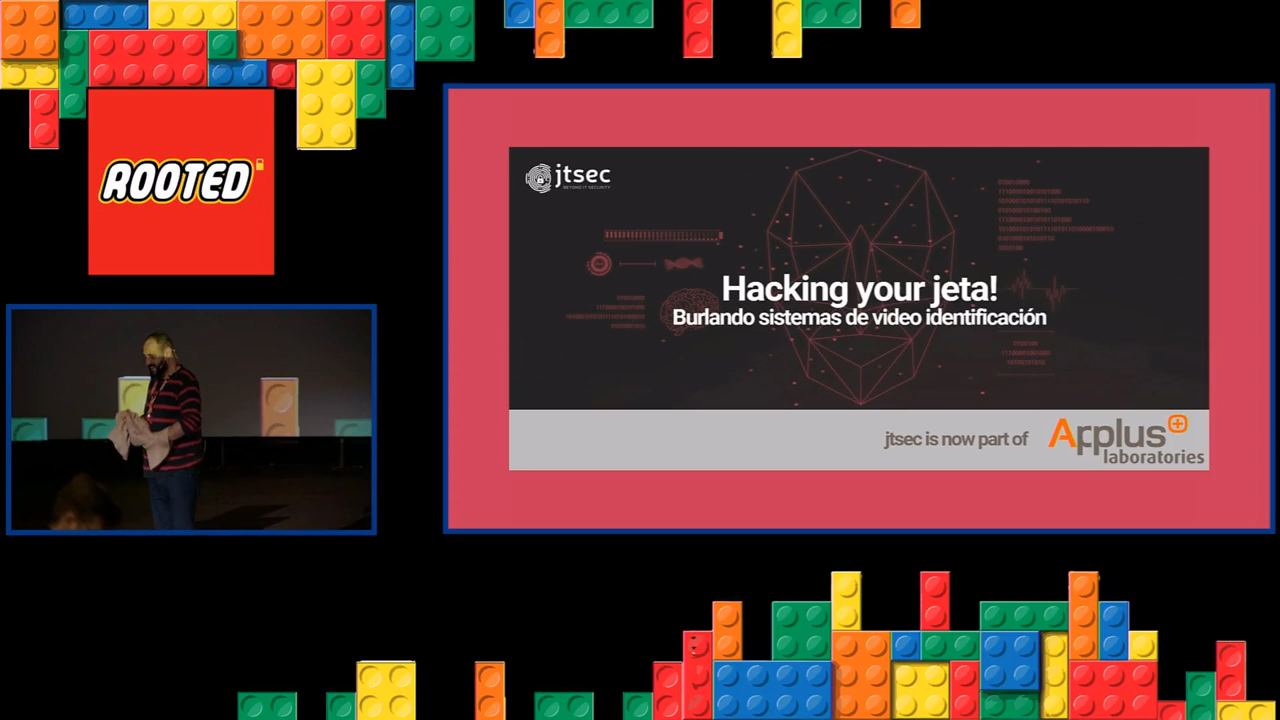 ROOTED
jtsec
BEYOND IT SECURITY
Hacking your jeta!
Burlando sistemas de video identificación
jtsec is now part of
Applus+
laboratories